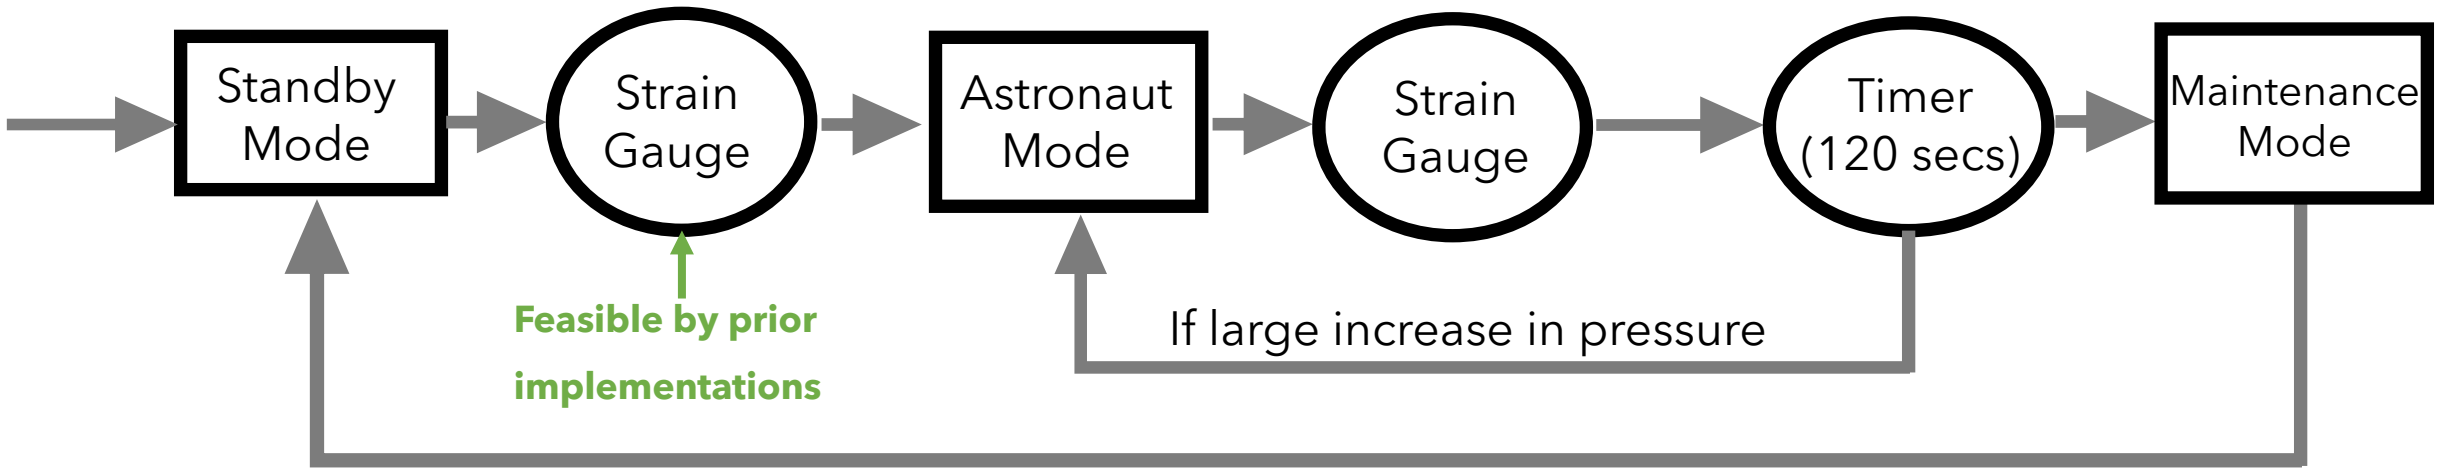 Standby
Mode
Strain
Gauge
Astronaut
Mode
Strain
Gauge
Timer
(120 secs)
Maintenance
Mode
Feasible by prior
implementations
If large increase in pressure